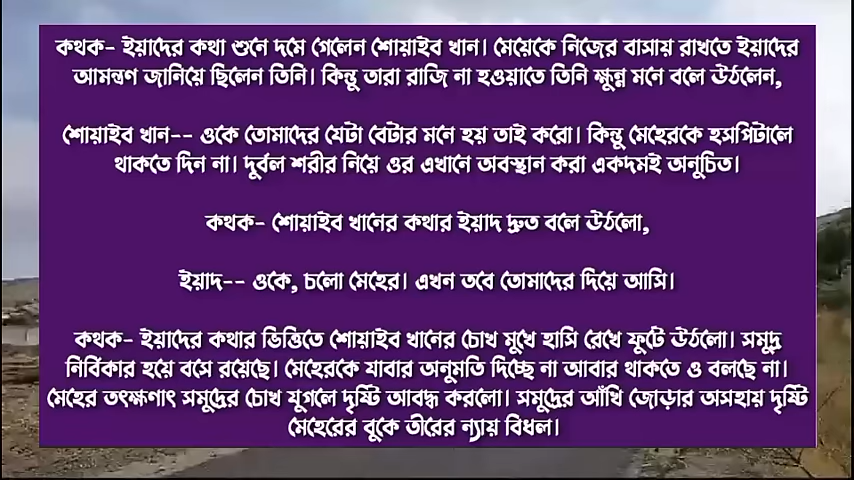 কথক- ইয়াদের কথা শুনে দমে গেলেন শোয়াইব খান। মেয়েকে নিজের বাসায় রাখতে ইয়াদের
আমন্ত্রণ জানিয়ে ছিলেন তিনি। কিন্তু তারা রাজি না হওয়াতে তিনি ক্ষুন্ন মনে বলে উঠলেন,
শোয়াইব খান-- ওকে তোমাদের যেটা বেটার মনে হয় তাই করো। কিন্তু মেহেরকে হসপিটালে
থাকতে দিন না। দুর্বল শরীর নিয়ে ওর এখানে অবস্থান করা একদমই অনুচিত।
কথক- শোয়াইব খানের কথার ইয়াদ দ্রুত বলে উঠলো,
ইয়াদ-- ওকে, চলো মেহের। এখন তবে তোমাদের দিয়ে আসি।
কথক- ইয়াদের কথার ভিত্তিতে শোয়াইব খানের চোখ মুখে হাসি রেখে ফুটে উঠলো। সমুদ্র
নির্বিকার হয়ে বসে রয়েছে। মেহেরকে যাবার অনুমতি দিচ্ছে না আবার থাকতে ও বলছে না।
মেহের তৎক্ষণাৎ সমুদ্রের চোখ যুগলে দৃষ্টি আবদ্ধ করলো। সমুদ্রের আঁখি জোড়ার অসহায় দৃষ্টি
মেহেরের বুকে তীরের ন্যায় বিধল।